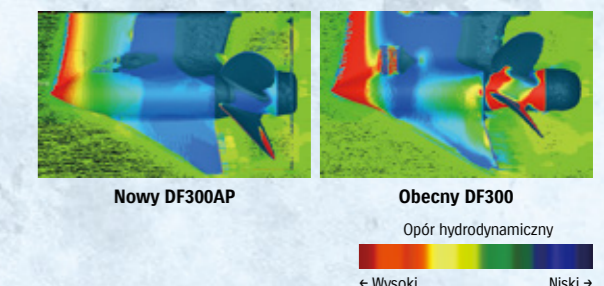 Nowy DF300AP
Obecny DF300
Opór hydrodynamiczny
← Wysoki
Niski →